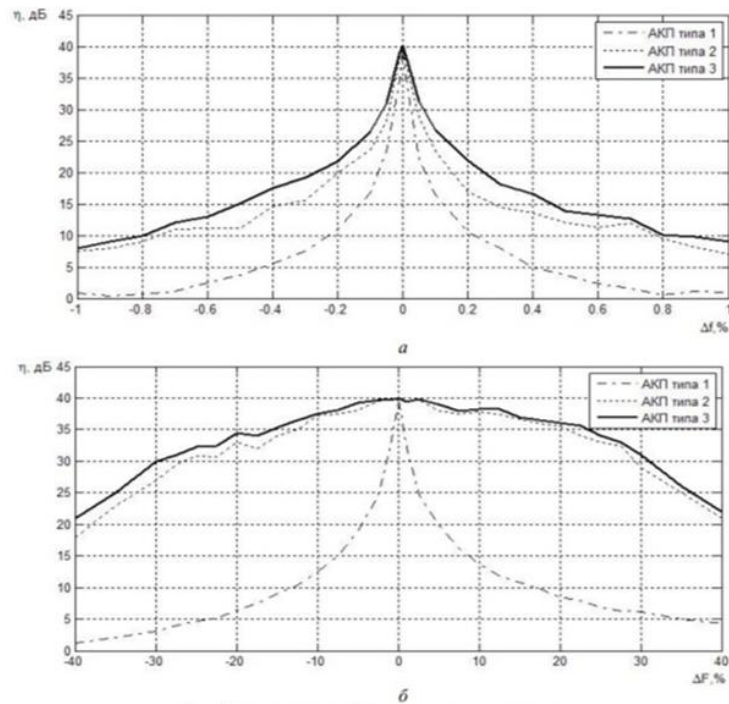 η, дБ
45
40
35
30
25
20
15
10
5
0
АКП типа 1
АКП типа 2
АКП типа 3
-1 -0.8 -0.6 -0.4 -0.2 0 0.2 0.4 0.6 0.8 1
Δf,%
а
η, дБ
45
40
35
30
25
20
15
10
5
0
АКП типа 1
АКП типа 2
АКП типа 3
-40 -30 -20 -10 0 10 20 30 40
ΔF,%
б